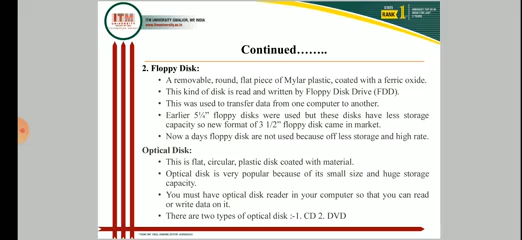 ITM
UNIVERSITY
ITM UNIVERSITY GWALIOR, MP, INDIA
www.itmuniversity.ac.in
RANK 1
Continued……..
2. Floppy Disk:
• A removable, round, flat piece of Mylar plastic, coated with a ferric oxide.
• This kind of disk is read and written by Floppy Disk Drive (FDD).
• This was used to transfer data from one computer to another.
• Earlier 5¼” floppy disks were used but these disks have less storage
capacity so new format of 3 1/2” floppy disk came in market.
• Now a days floppy disk are not used because off less storage and high rate.
Optical Disk:
• This is flat, circular, plastic disk coated with material.
• Optical disk is very popular because of its small size and huge storage
capacity.
• You must have optical disk reader in your computer so that you can read
or write data on it.
• There are two types of optical disk :-1. CD 2. DVD